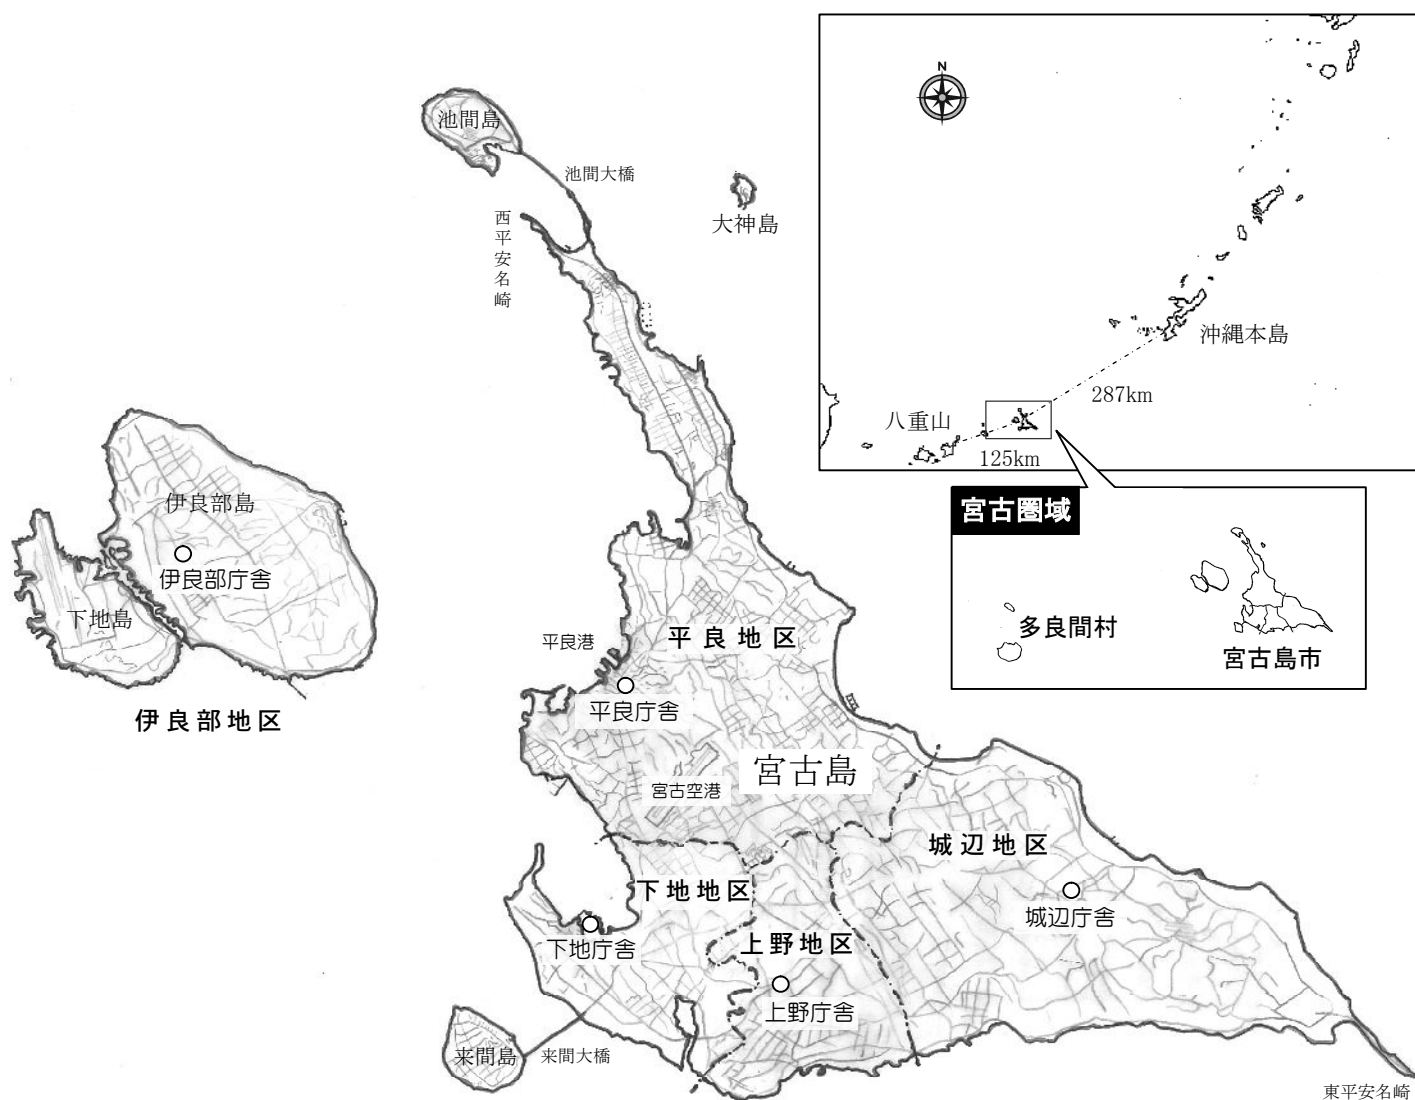 N
池間島
池間大橋
西平安名崎
大神島
沖縄本島
287km
八重山
125km
宮古圏域
多良間村
宮古島市
伊良部島
伊良部庁舎
下地島
伊良部地区
平良港
平良地区
平良庁舎
宮古島
宮古空港
城辺地区
城辺庁舎
下地地区
下地庁舎
上野地区
上野庁舎
来間島
来間大橋
東平安名崎